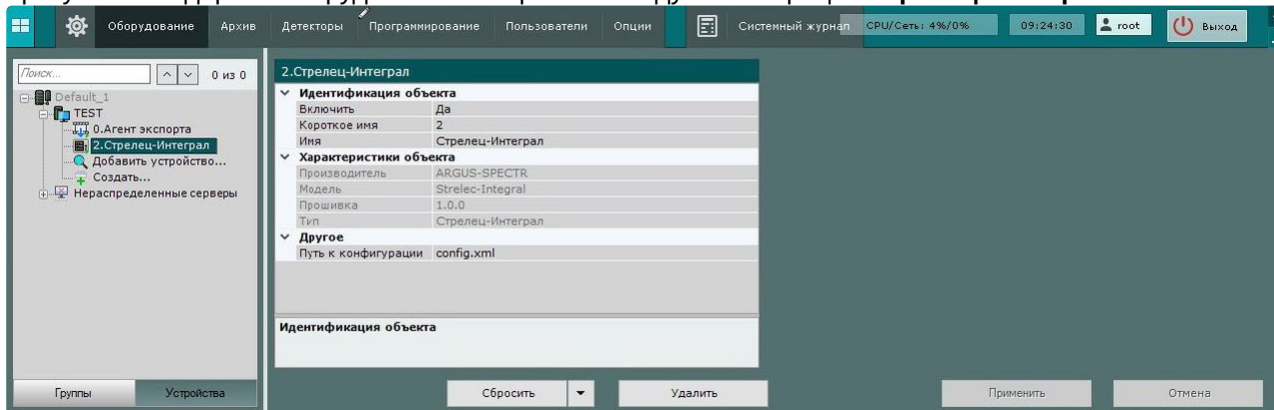 Оборудование Архив Детекторы Программирование Пользователи Опции Системный журнал CPU/Сеть: 4%/0% 09:24:30 root Выход
Поиск... 0 из 0
Default_1
TEST
0.Агент экспорта
2.Стрелец-Интеграл
Добавить устройство...
Создать...
Нераспределенные серверы
Группы Устройства
2.Стрелец-Интеграл
Идентификация объекта
Включить Да
Короткое имя 2
Имя Стрелец-Интеграл
Характеристики объекта
Производитель ARGUS-SPECTR
Модель Strelec-Integral
Прошивка 1.0.0
Тип Стрелец-Интеграл
Другое
Путь к конфигурации config.xml
Идентификация объекта
Сбросить Удалить Применить Отмена